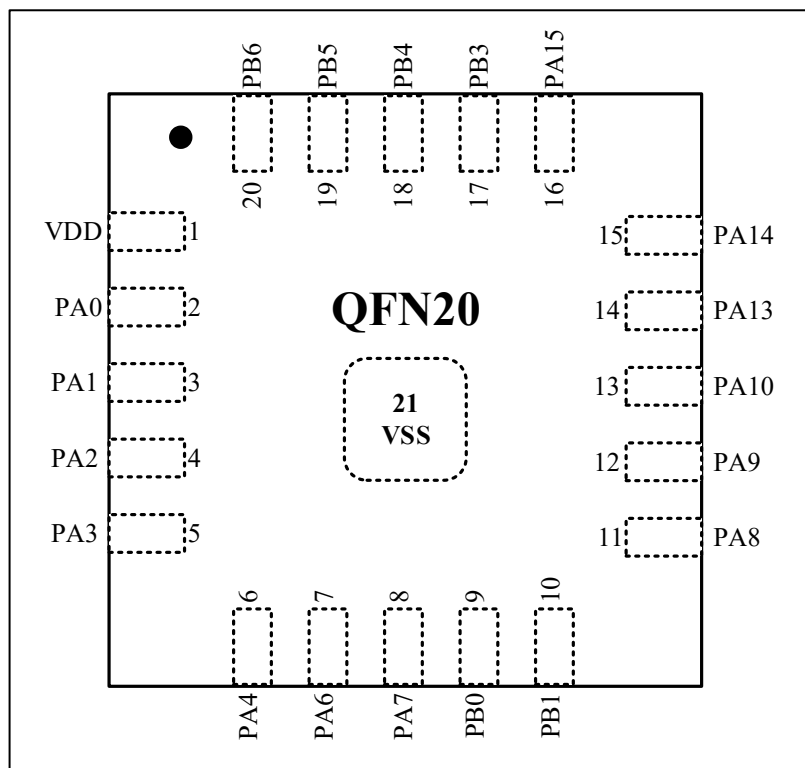 PB6 PB5 PB4 PB3 PA15
20 19 18 17 16
VDD 1
PA0 2
PA1 3
PA2 4
PA3 5
QFN20
21
VSS
15 PA14
14 PA13
13 PA10
12 PA9
11 PA8
6 7 8 9 10
PA4 PA6 PA7 PB0 PB1